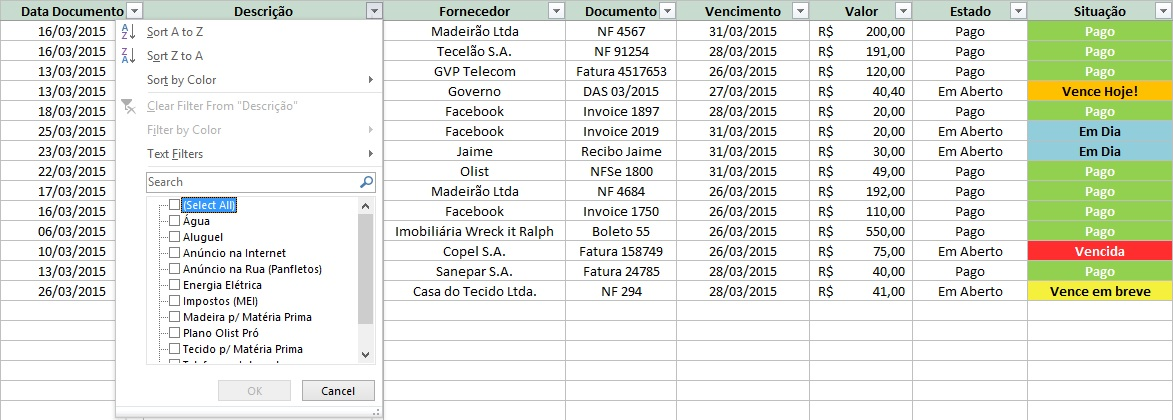 Data Documento Descrição Fornecedor Documento Vencimento Valor Estado Situação
16/03/2015 Madeirão Ltda NF 4567 31/03/2015 R$ 200,00 Pago Pago
16/03/2015 Tecelão S.A. NF 91254 28/03/2015 R$ 191,00 Pago Pago
13/03/2015 GVP Telecom Fatura 4517653 26/03/2015 R$ 120,00 Pago Pago
13/03/2015 Governo DAS 03/2015 27/03/2015 R$ 40,40 Em Aberto Vence Hoje!
18/03/2015 Facebook Invoice 1897 28/03/2015 R$ 20,00 Pago Pago
25/03/2015 Facebook Invoice 2019 31/03/2015 R$ 20,00 Em Aberto Em Dia
23/03/2015 Jaime Recibo Jaime 31/03/2015 R$ 30,00 Em Aberto Em Dia
22/03/2015 Olist NFSe 1800 31/03/2015 R$ 49,00 Pago Pago
17/03/2015 Madeirão Ltda NF 4684 26/03/2015 R$ 192,00 Pago Pago
16/03/2015 Facebook Invoice 1750 26/03/2015 R$ 110,00 Pago Pago
06/03/2015 Imobiliária Wreck it Ralph Boleto 55 26/03/2015 R$ 550,00 Pago Pago
10/03/2015 Copel S.A. Fatura 158749 26/03/2015 R$ 75,00 Em Aberto Vencida
13/03/2015 Sanepar S.A. Fatura 24785 28/03/2015 R$ 40,00 Pago Pago
26/03/2015 Casa do Tecido Ltda. NF 294 28/03/2015 R$ 41,00 Em Aberto Vence em breve
Sort A to Z
Sort Z to A
Sort by Color
Clear Filter From "Descrição"
Filter by Color
Text Filters
Search
(Select All)
Água
Aluguel
Anúncio na Internet
Anúncio na Rua (Panfletos)
Energia Elétrica
Impostos (MEI)
Madeira p/ Matéria Prima
Plano Olist Pró
Tecido p/ Matéria Prima
OK Cancel